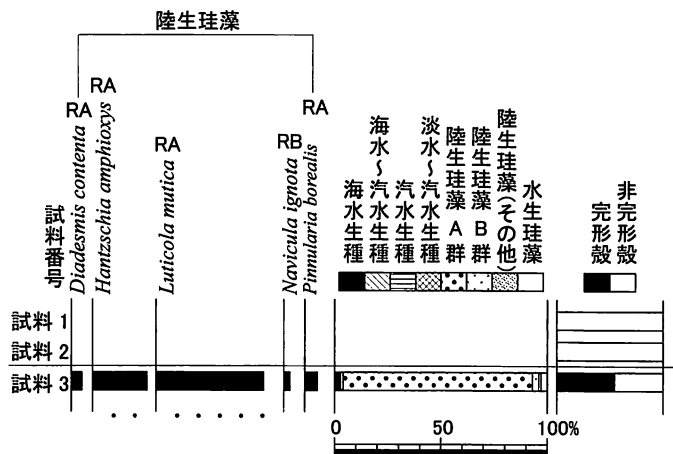 陸生珪藻
RA
RA
RA
RB
RA
Diadesmis contenta
Hantzschia amphioxys
Luticola mutica
Navicula ignota
Pinnularia borealis
試料番号
海水生種
海水～汽水生種
汽水生種
淡水～汽水生種
陸生珪藻 A 群
陸生珪藻 B 群
陸生珪藻(その他)
水生珪藻
完形殻
非完形殻
試料 1
試料 2
試料 3
0 50 100%